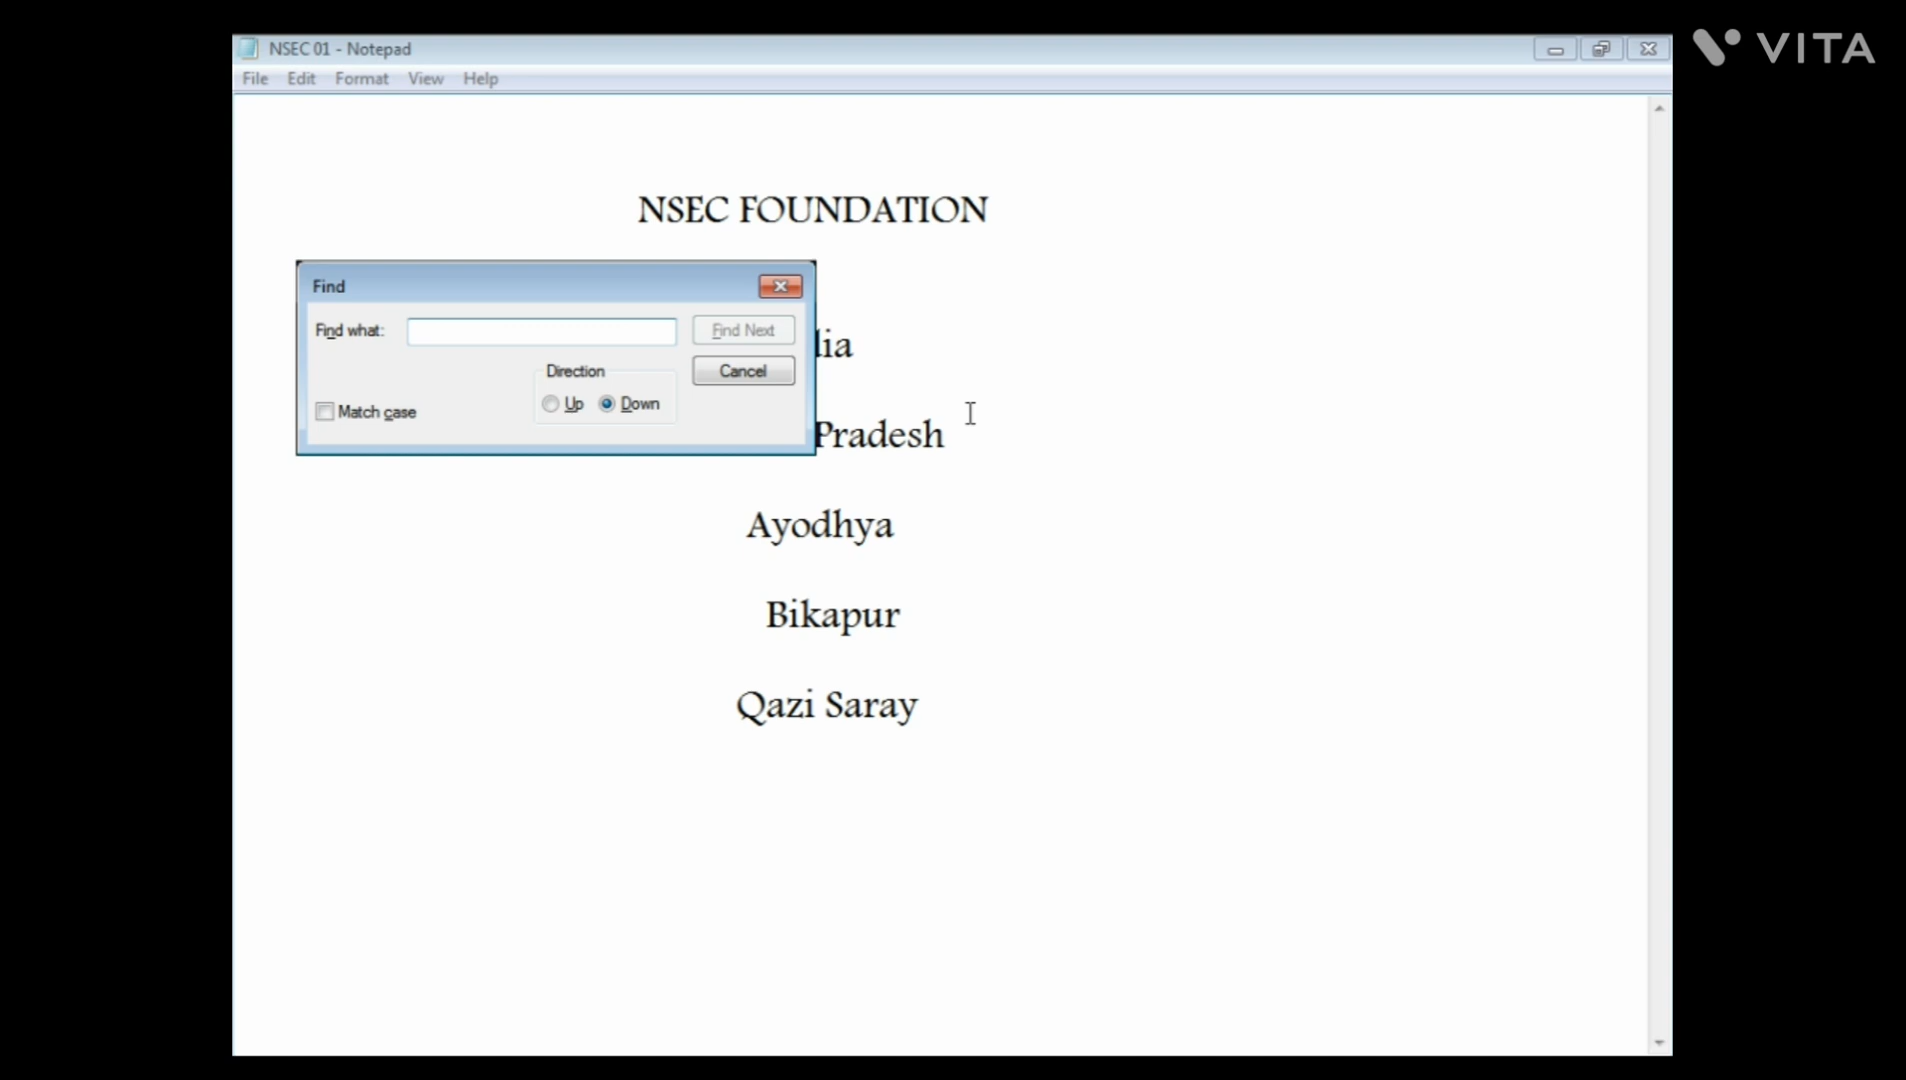 NSEC 01 - Notepad
VITA
File Edit Format View Help
NSEC FOUNDATION
Find
Find what: Find Next
Direction Cancel
Up Down
Match case
dia
Pradesh
Ayodhya
Bikapur
Qazi Saray